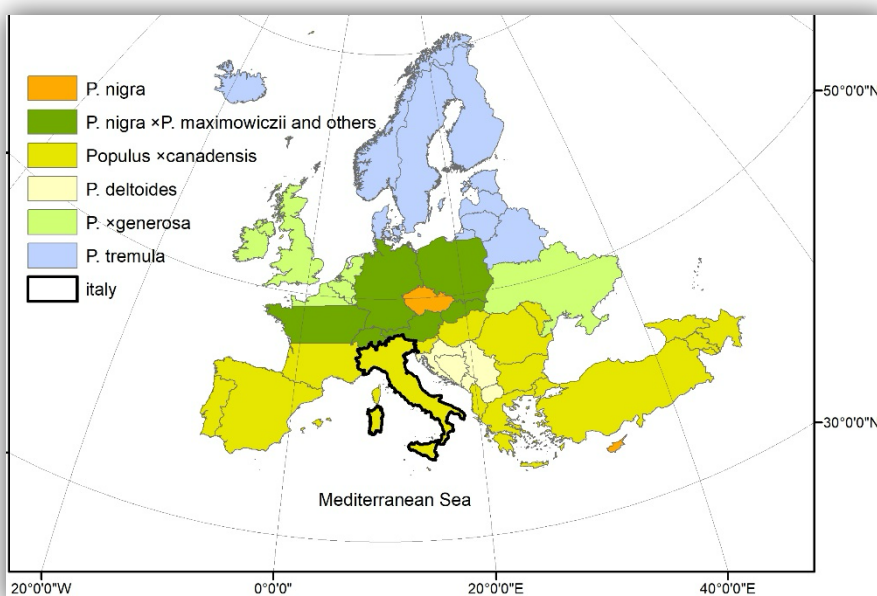 P. nigra
P. nigra ×P. maximowiczii and others
Populus ×canadensis
P. deltoides
P. ×generosa
P. tremula
italy
50°0'0"N
30°0'0"N
Mediterranean Sea
20°0'0"W
0°0'0"
20°0'0"E
40°0'0"E